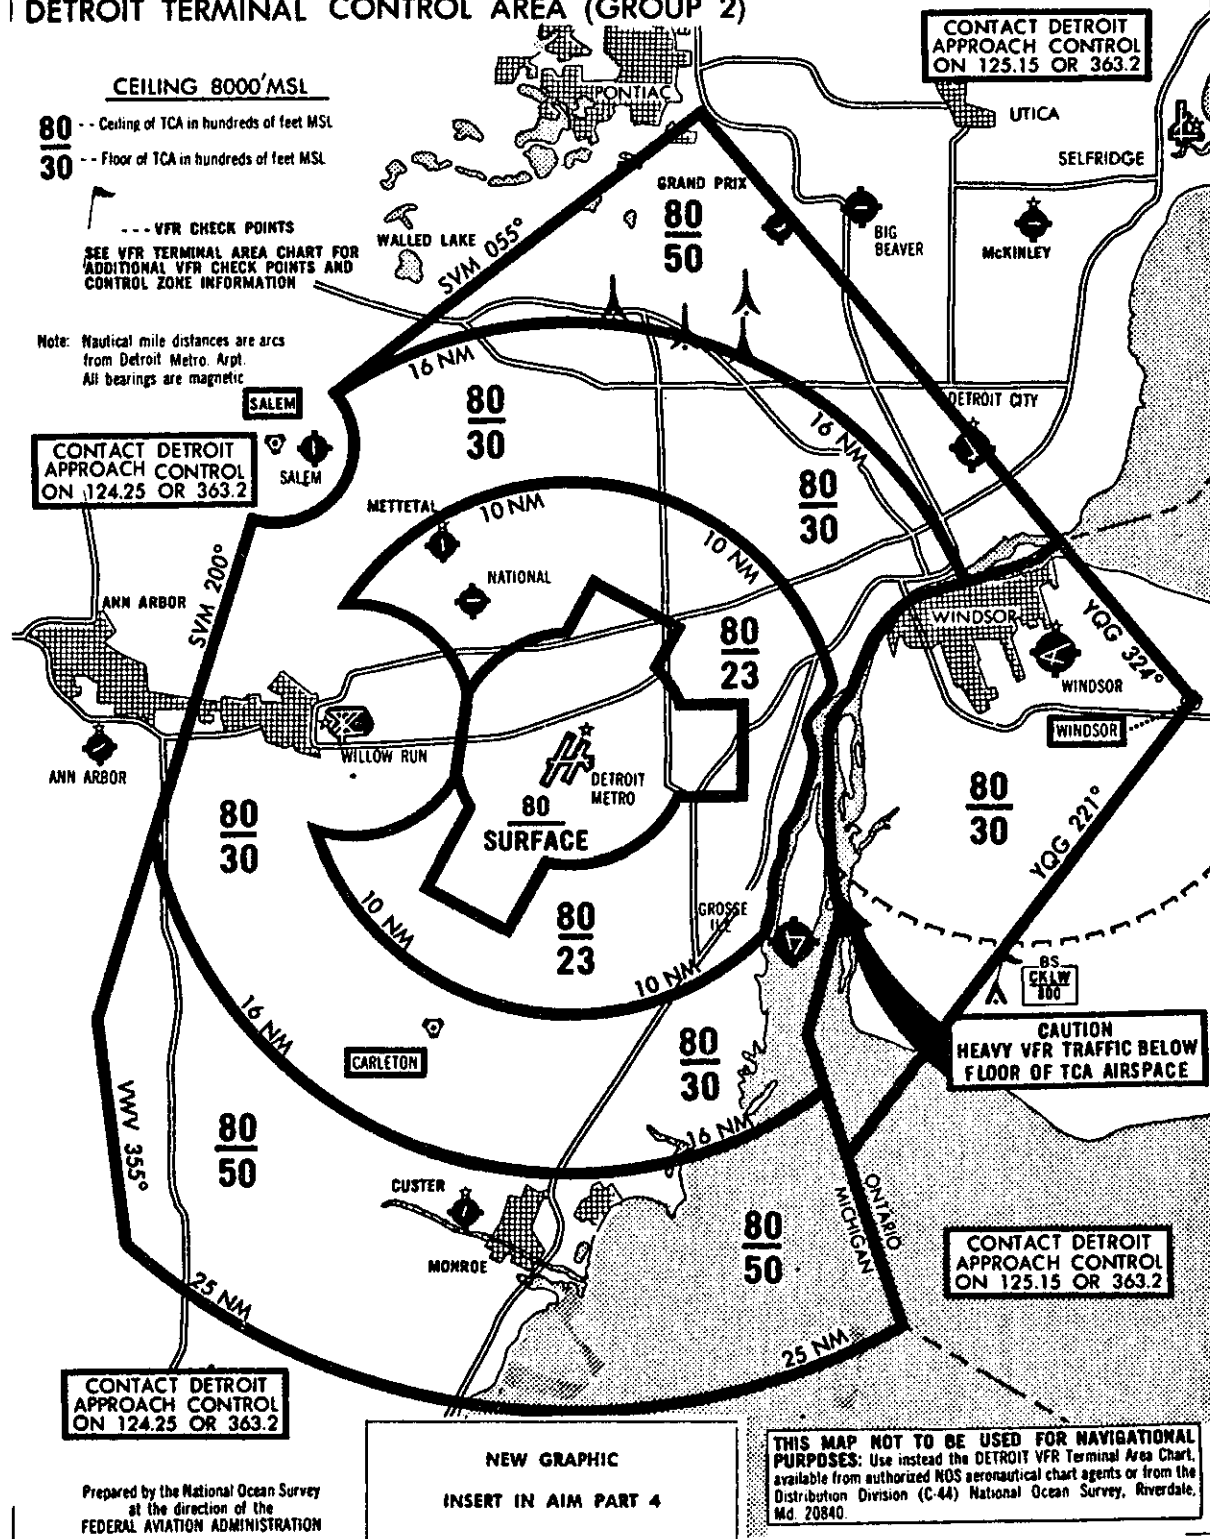 DETROIT TERMINAL CONTROL AREA (GROUP 2)
CONTACT DETROIT
APPROACH CONTROL
ON 125.15 OR 363.2
CEILING 8000' MSL
80 -- Ceiling of TCA in hundreds of feet MSL
30 -- Floor of TCA in hundreds of feet MSL
--- VFR CHECK POINTS
SEE VFR TERMINAL AREA CHART FOR
ADDITIONAL VFR CHECK POINTS AND
CONTROL ZONE INFORMATION
Note: Nautical mile distances are arcs
from Detroit Metro. Arpt.
All bearings are magnetic
PONTIAC
UTICA
SELFRIDGE
GRAND PRIX
80
50
BIG
BEAVER
McKINLEY
WALLED LAKE
SVM 055°
16 NM
SALEM
80
30
DETROIT CITY
16 NM
CONTACT DETROIT
APPROACH CONTROL
ON 124.25 OR 363.2
SALEM
80
30
METTETAL
10 NM
10 NM
NATIONAL
SVM 200°
ANN ARBOR
WINDSOR
YQG 324°
80
23
WINDSOR
WINDSOR
ANN ARBOR
WILLOW RUN
DETROIT
METRO
80
SURFACE
80
30
80
30
YQG 221°
10 NM
80
23
GROSSE
ILE
10 NM
BS
CKLW
800
16 NM
CARLETON
80
30
CAUTION
HEAVY VFR TRAFFIC BELOW
FLOOR OF TCA AIRSPACE
VWV 355°
80
50
16 NM
CUSTER
MONROE
ONTARIO
MICHIGAN
80
50
CONTACT DETROIT
APPROACH CONTROL
ON 125.15 OR 363.2
25 NM
25 NM
CONTACT DETROIT
APPROACH CONTROL
ON 124.25 OR 363.2
NEW GRAPHIC
INSERT IN AIM PART 4
THIS MAP NOT TO BE USED FOR NAVIGATIONAL
PURPOSES: Use instead the DETROIT VFR Terminal Area Chart,
available from authorized NOS aeronautical chart agents or from the
Distribution Division (C-44) National Ocean Survey, Riverdale,
Md. 20840.
Prepared by the National Ocean Survey
at the direction of the
FEDERAL AVIATION ADMINISTRATION